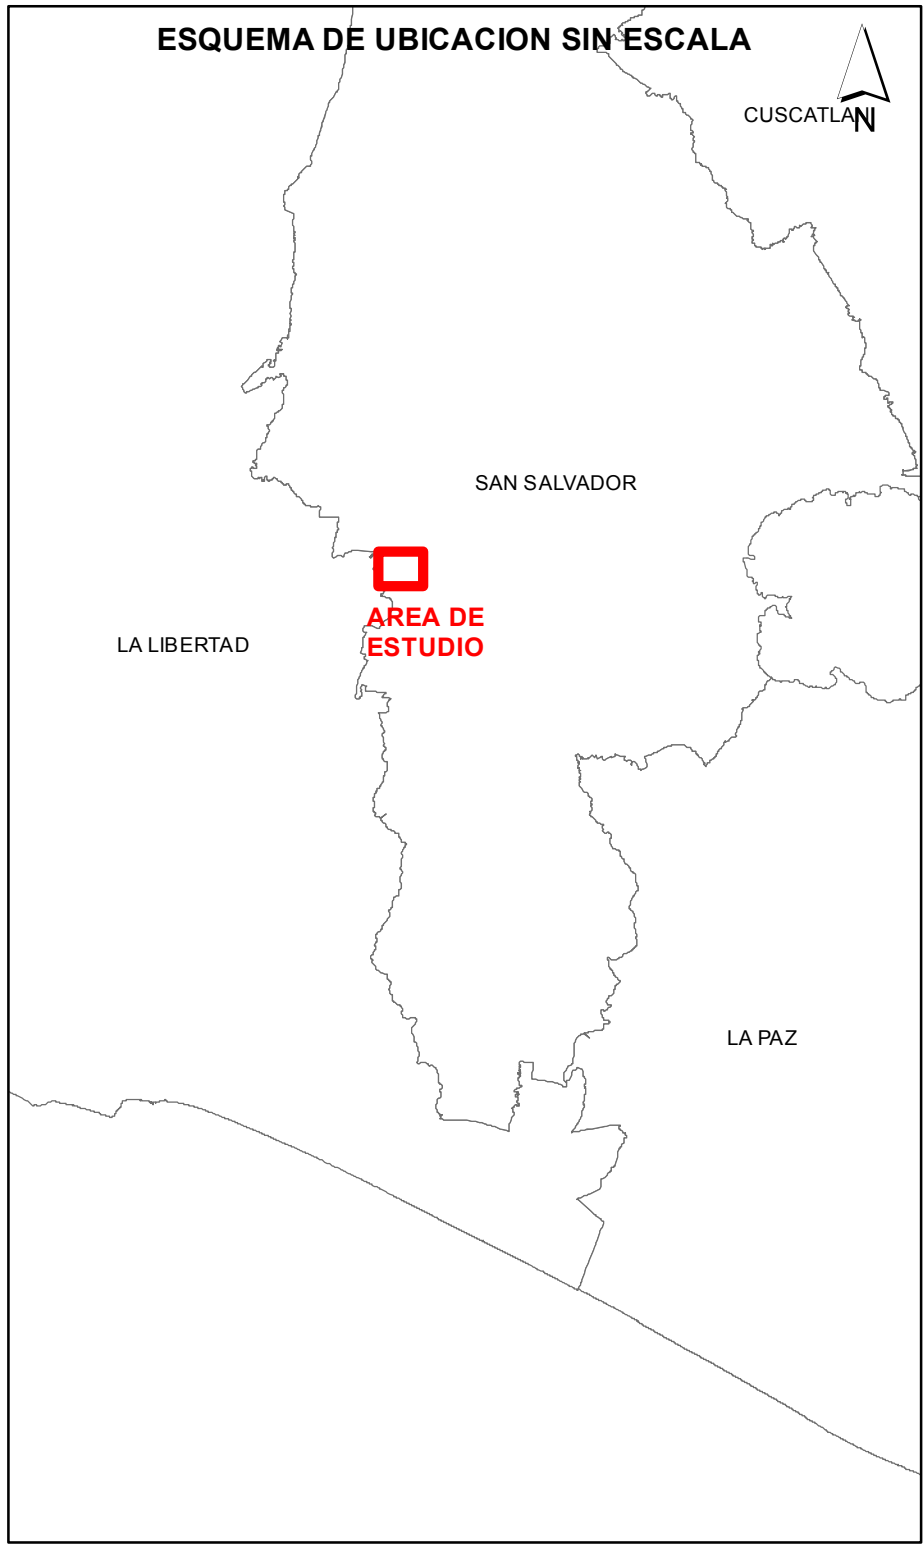 ESQUEMA DE UBICACION SIN ESCALA
CUSCATLAN
N
SAN SALVADOR
AREA DE
ESTUDIO
LA LIBERTAD
LA PAZ